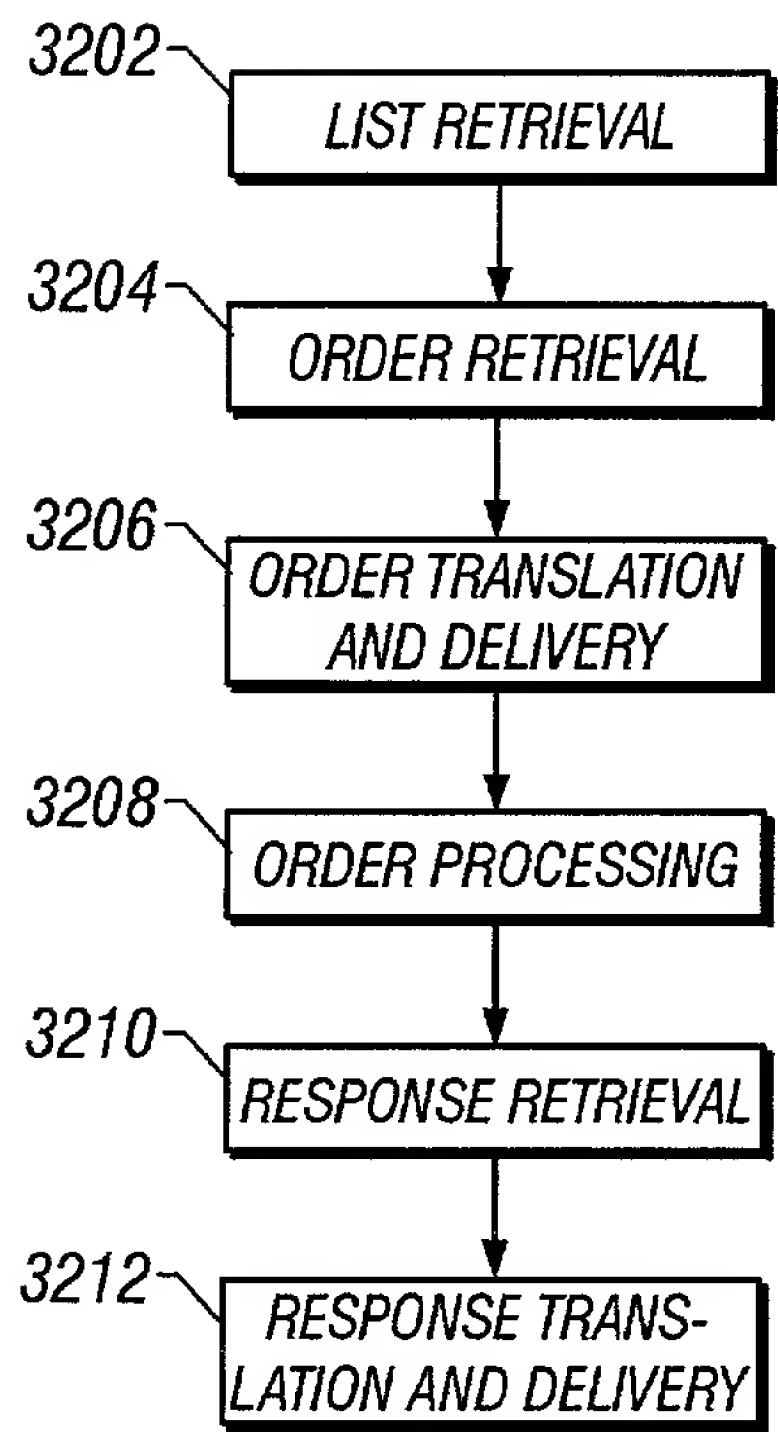 3202
LIST RETRIEVAL
3204
ORDER RETRIEVAL
3206
ORDER TRANSLATION
AND DELIVERY
3208
ORDER PROCESSING
3210
RESPONSE RETRIEVAL
3212
RESPONSE TRANS-
LATION AND DELIVERY